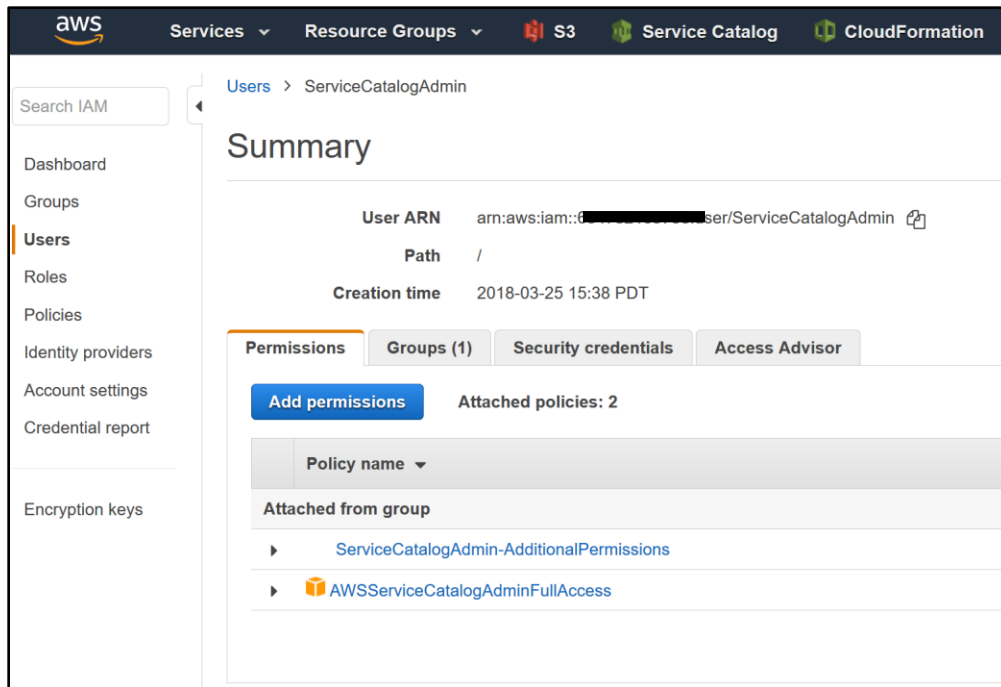 aws Services Resource Groups S3 Service Catalog CloudFormation
Users > ServiceCatalogAdmin
Search IAM
Summary
Dashboard
Groups
User ARN arn:aws:iam::6 ser/ServiceCatalogAdmin
Users
Path /
Roles
Creation time 2018-03-25 15:38 PDT
Policies
Identity providers
Permissions Groups (1) Security credentials Access Advisor
Account settings
Add permissions Attached policies: 2
Credential report
Policy name
Encryption keys
Attached from group
ServiceCatalogAdmin-AdditionalPermissions
AWSServiceCatalogAdminFullAccess